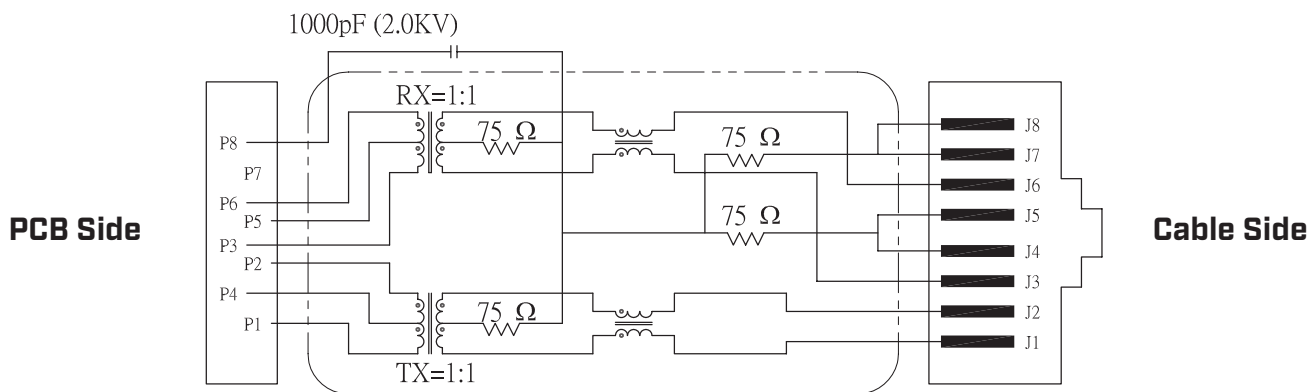 1000pF (2.0KV)
RX=1:1
P8
P7
P6
P5
P3
P2
P4
P1
PCB Side
75 Ω
75 Ω
75 Ω
75 Ω
TX=1:1
J8
J7
J6
J5
J4
J3
J2
J1
Cable Side